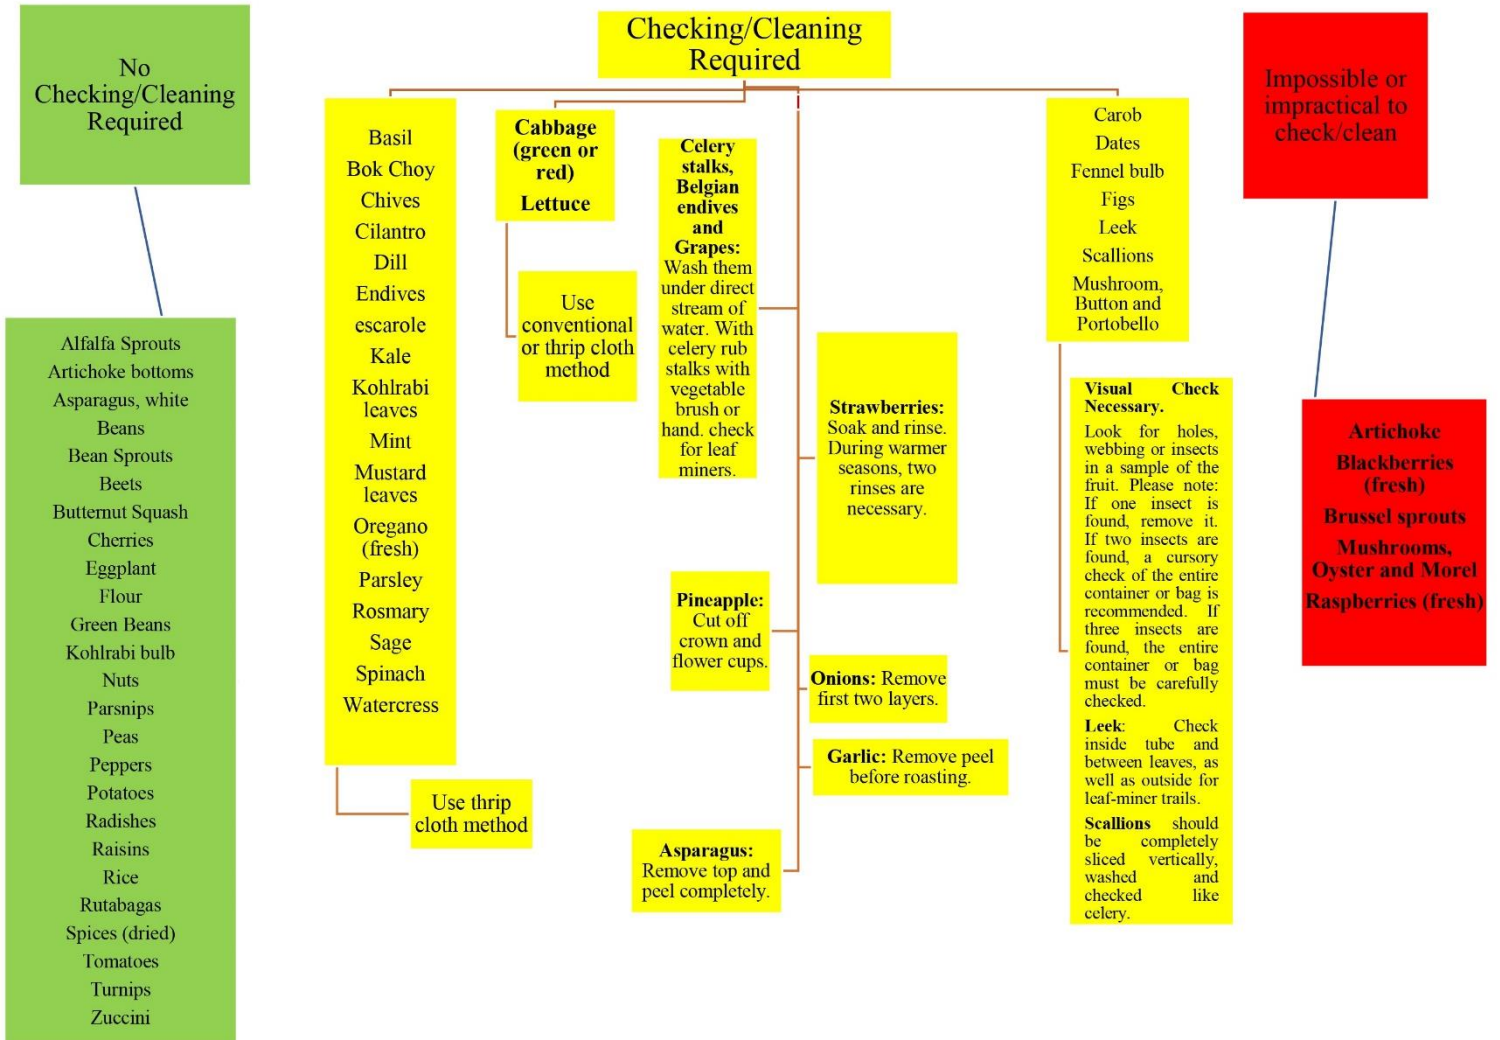 No
Checking/Cleaning
Required
Alfalfa Sprouts
Artichoke bottoms
Asparagus, white
Beans
Bean Sprouts
Beets
Butternut Squash
Cherries
Eggplant
Flour
Green Beans
Kohlrabi bulb
Nuts
Parsnips
Peas
Peppers
Potatoes
Radishes
Raisins
Rice
Rutabagas
Spices (dried)
Tomatoes
Turnips
Zuccini
Checking/Cleaning
Required
Basil
Bok Choy
Chives
Cilantro
Dill
Endives
escarole
Kale
Kohlrabi
leaves
Mint
Mustard
leaves
Oregano
(fresh)
Parsley
Rosmary
Sage
Spinach
Watercress
Use thrip
cloth method
Cabbage
(green or
red)
Lettuce
Use
conventional
or thrip cloth
method
Celery
stalks,
Belgian
endives
and
Grapes:
Wash them
under direct
stream of
water. With
celery rub
stalks with
vegetable
brush or
hand. check
for leaf
miners.
Strawberries:
Soak and rinse.
During warmer
seasons, two
rinses are
necessary.
Pineapple:
Cut off
crown and
flower cups.
Onions: Remove
first two layers.
Garlic: Remove peel
before roasting.
Asparagus:
Remove top and
peel completely.
Carob
Dates
Fennel bulb
Figs
Leek
Scallions
Mushroom,
Button and
Portobello
Visual Check
Necessary.
Look for holes,
webbing or insects
in a sample of the
fruit. Please note:
If one insect is
found, remove it.
If two insects are
found, a cursory
check of the entire
container or bag is
recommended. If
three insects are
found, the entire
container or bag
must be carefully
checked.
Leek: Check
inside tube and
between leaves, as
well as outside for
leaf-miner trails.
Scallions should
be completely
sliced vertically,
washed and
checked like
celery.
Impossible or
impractical to
check/clean
Artichoke
Blackberries
(fresh)
Brussel sprouts
Mushrooms,
Oyster and Morel
Raspberries (fresh)